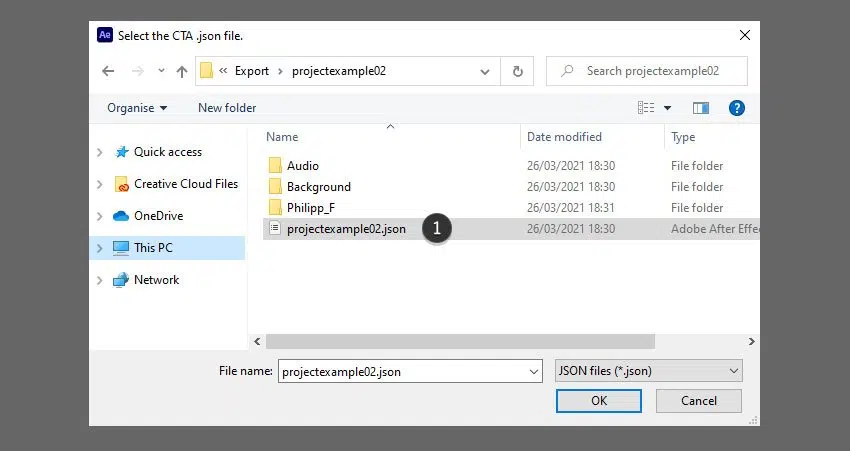 Ae Select the CTA .json file.
« Export › projectexample02
Search projectexample02
Organise New folder
?
Name Date modified Type
Quick access
Creative Cloud Files
OneDrive
This PC
Network
Audio 26/03/2021 18:30 File folder
Background 26/03/2021 18:30 File folder
Philipp_F 26/03/2021 18:31 File folder
projectexample02.json 1 26/03/2021 18:30 Adobe After Effe
File name: projectexample02.json JSON files (*.json)
OK Cancel